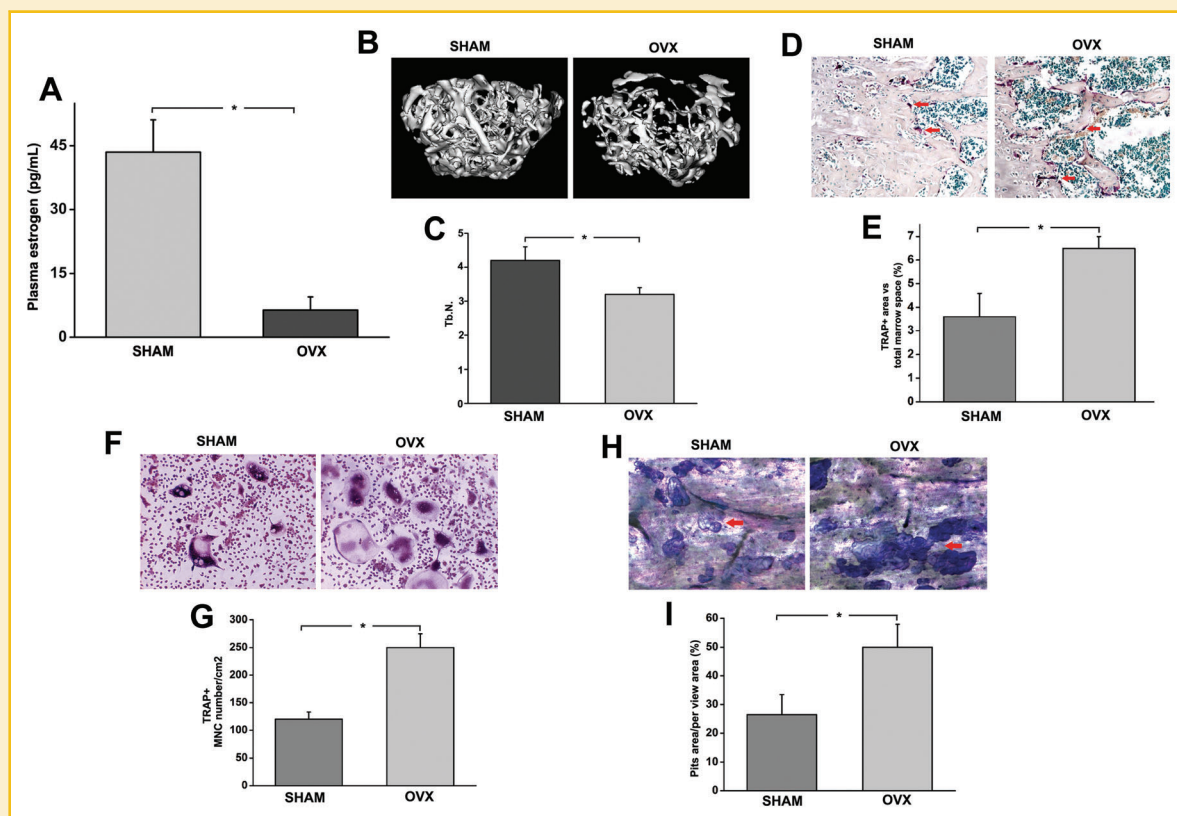 A
*
Plasma estrogen (pg/mL)
45
30
15
0
SHAM
OVX
B
SHAM
OVX
C
*
Tb.N.
4
3
2
1
0
SHAM
OVX
D
SHAM
OVX
E
*
TRAP+ area vs
total marrow space (%)
7
6
5
4
3
2
1
0
SHAM
OVX
F
SHAM
OVX
G
*
TRAP+
MNC number/cm2
300
250
200
150
100
50
0
SHAM
OVX
H
SHAM
OVX
I
*
Pits area/per view area (%)
60
50
40
30
20
10
0
SHAM
OVX